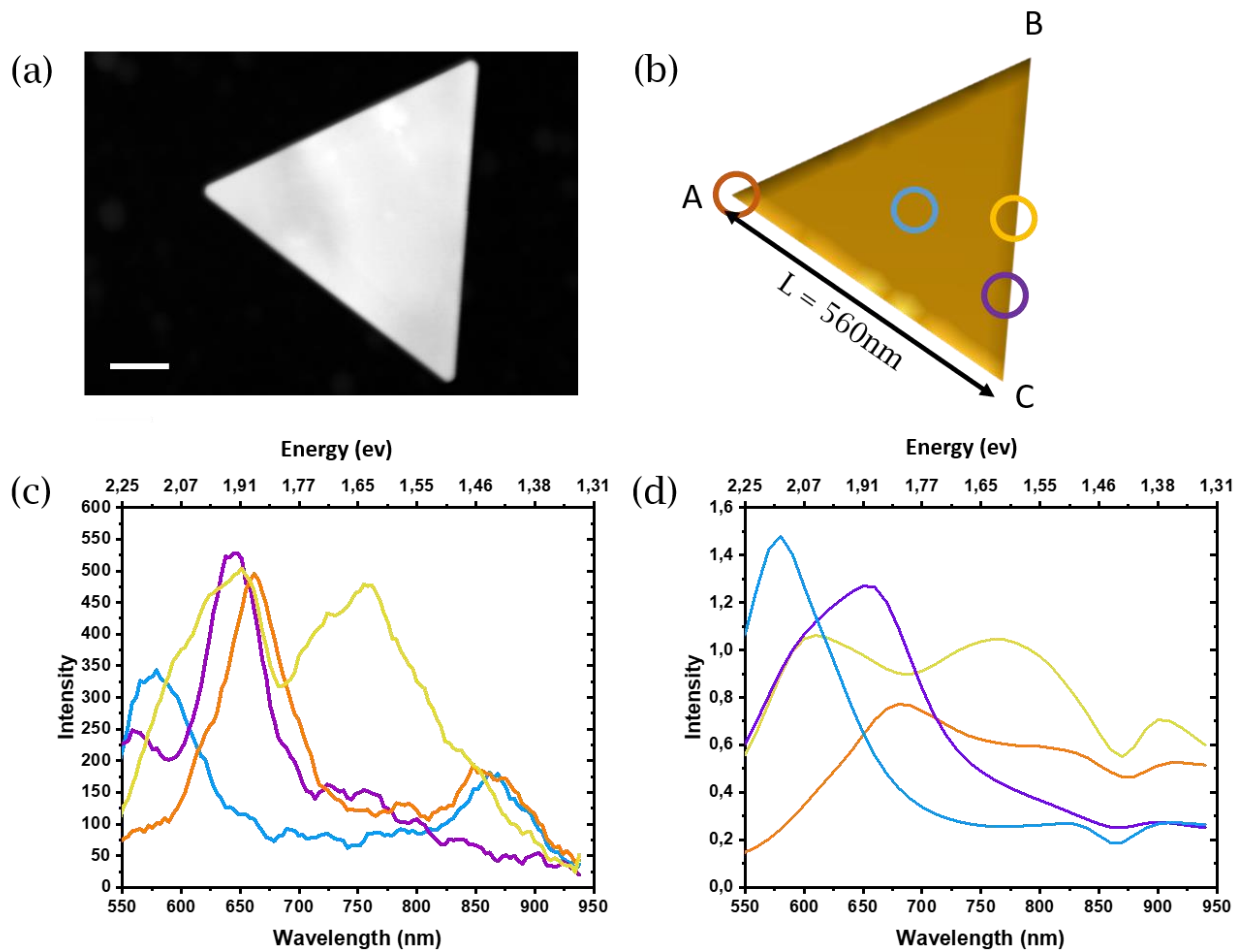 (a)
(b)
B
A
L = 560nm
C
(c)
Energy (ev)
2,25 2,07 1,91 1,77 1,65 1,55 1,46 1,38 1,31
600
550
500
450
400
350
300
250
200
150
100
50
0
Intensity
550 600 650 700 750 800 850 900 950
Wavelength (nm)
(d)
Energy (ev)
2,25 2,07 1,91 1,77 1,65 1,55 1,46 1,38 1,31
1,6
1,4
1,2
1,0
0,8
0,6
0,4
0,2
0,0
Intensity
550 600 650 700 750 800 850 900 950
Wavelength (nm)